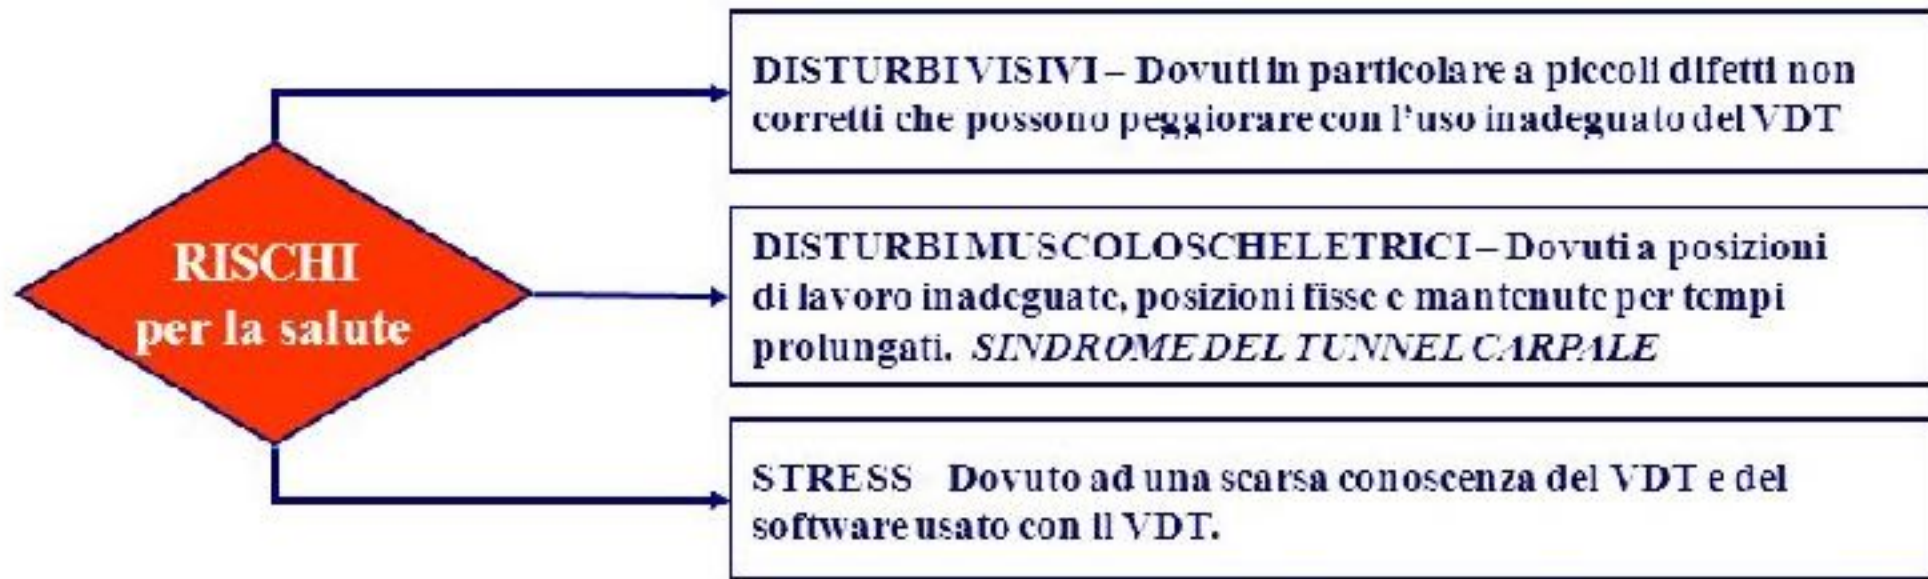 RISCHI
per la salute
DISTURBI VISIVI – Dovuti in particolare a piccoli difetti non
corretti che possono peggiorare con l'uso inadeguato del VDT
DISTURBI MUSCOLOSCHELETRICI – Dovuti a posizioni
di lavoro inadeguate, posizioni fisse e mantenute per tempi
prolungati. SINDROME DEL TUNNEL CARPALE
STRESS Dovuto ad una scarsa conoscenza del VDT e del
software usato con il VDT.